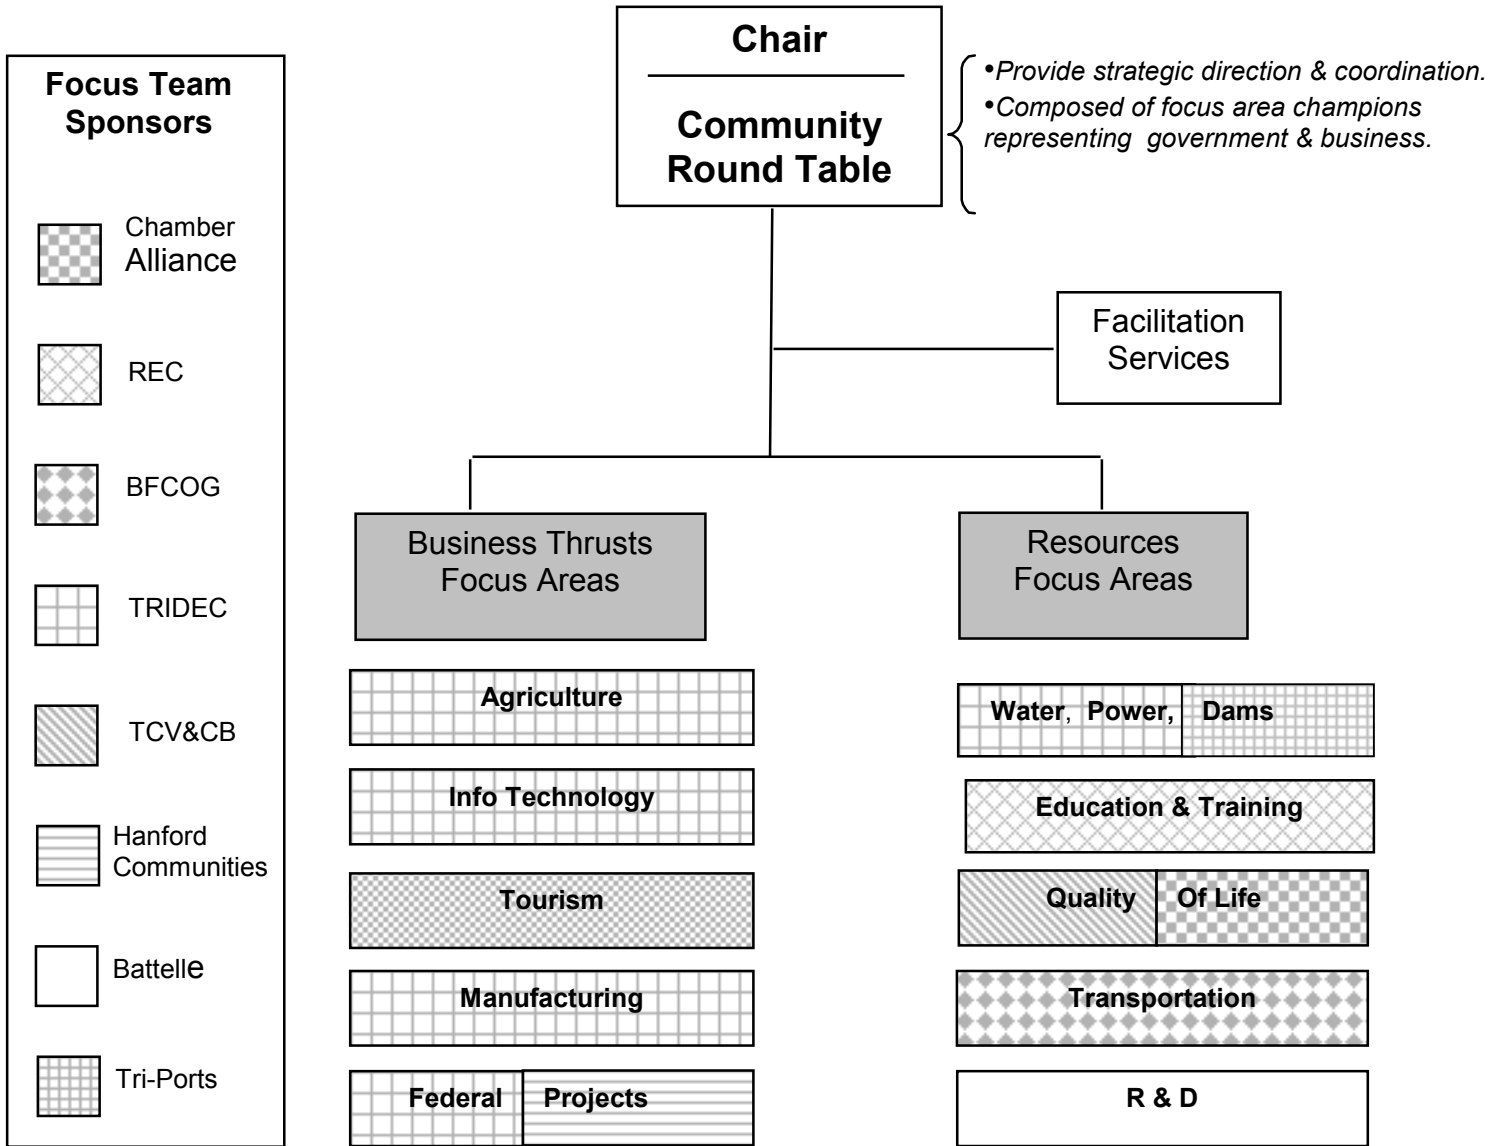 Focus Team
Sponsors
Chamber
Alliance
REC
BFCOG
TRIDEC
TCV&CB
Hanford
Communities
Battelle
Tri-Ports
Chair
Community
Round Table
•Provide strategic direction & coordination.
•Composed of focus area champions
representing government & business.
Facilitation
Services
Business Thrusts
Focus Areas
Agriculture
Info Technology
Tourism
Manufacturing
Federal Projects
Resources
Focus Areas
Water, Power, Dams
Education & Training
Quality Of Life
Transportation
R & D